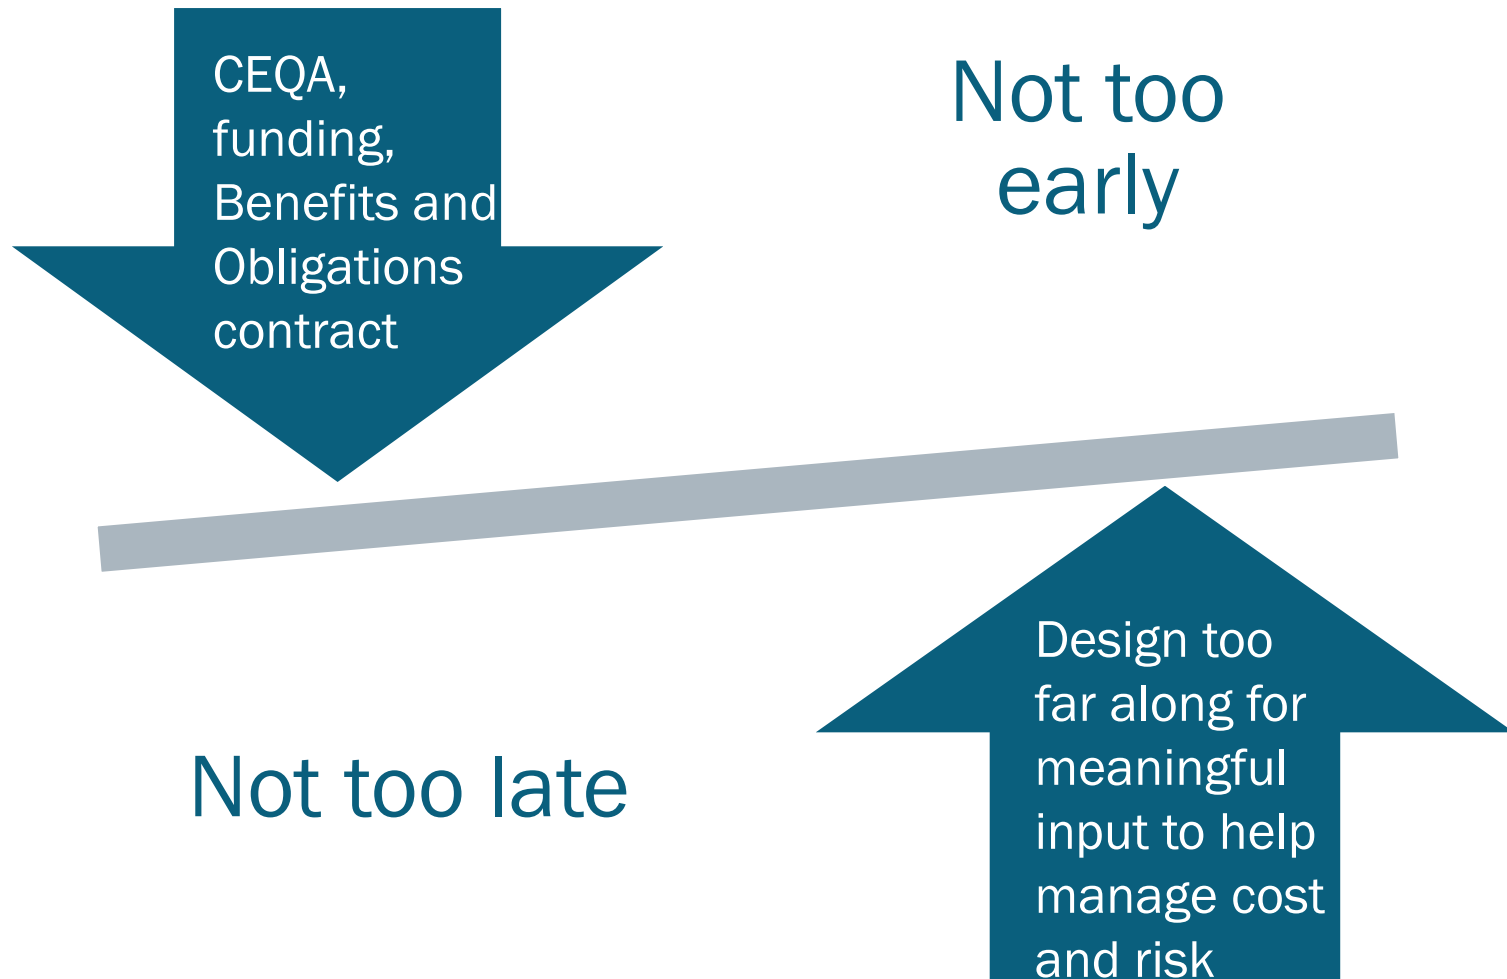 CEQA,
funding,
Benefits and
Obligations
contract
Not too
early
Not too late
Design too
far along for
meaningful
input to help
manage cost
and risk